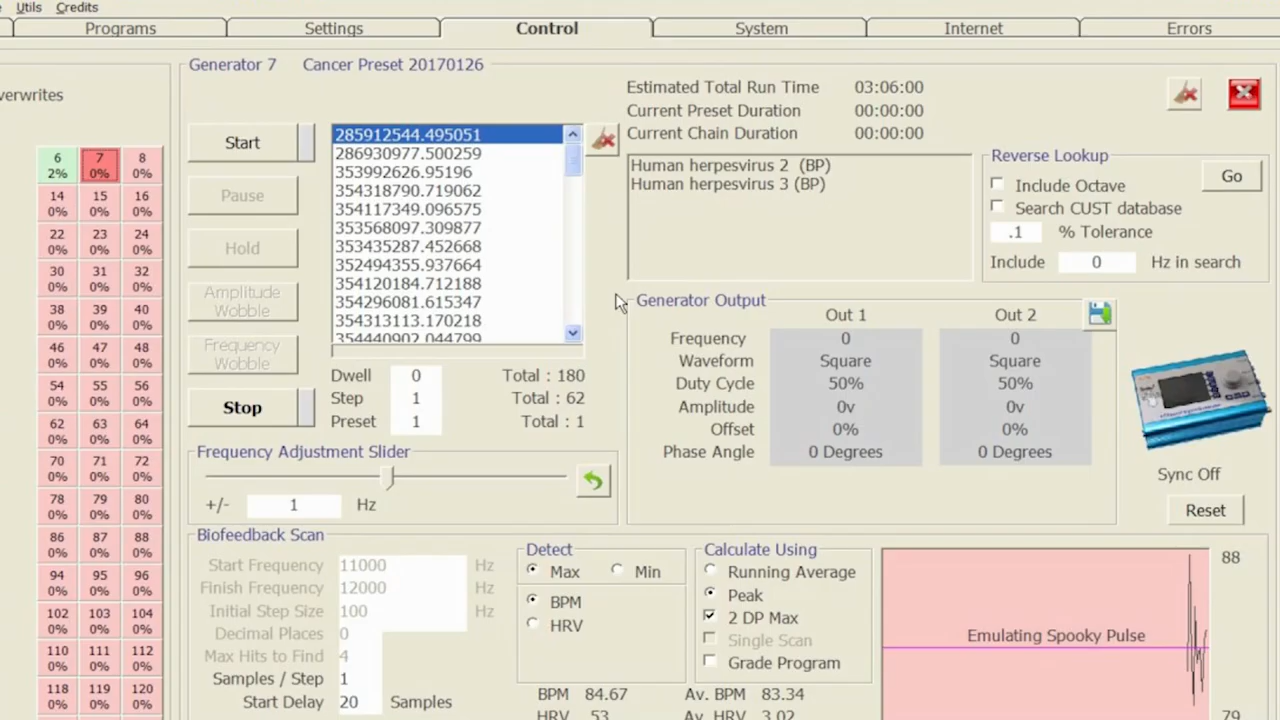 Utils Credits
Programs Settings Control System Internet Errors
Generator 7 Cancer Preset 20170126
verwrites
6 7 8
2% 0% 0%
14 15 16
0% 0% 0%
22 23 24
0% 0% 0%
30 31 32
0% 0% 0%
38 39 40
0% 0% 0%
46 47 48
0% 0% 0%
54 55 56
0% 0% 0%
62 63 64
0% 0% 0%
70 71 72
0% 0% 0%
78 79 80
0% 0% 0%
86 87 88
0% 0% 0%
94 95 96
0% 0% 0%
102 103 104
0% 0% 0%
110 111 112
0% 0% 0%
118 119 120
0% 0% 0%
Start
Pause
Hold
Amplitude
Wobble
Frequency
Wobble
Stop
285912544.495051
286930977.500259
353992626.95196
354318790.719062
354117349.096575
353568097.309877
353435287.452668
352494355.937664
354120184.712188
354296081.615347
354313113.170218
354440902.044799
Dwell 0 Total : 180
Step 1 Total : 62
Preset 1 Total : 1
Estimated Total Run Time 03:06:00
Current Preset Duration 00:00:00
Current Chain Duration 00:00:00
Human herpesvirus 2 (BP)
Human herpesvirus 3 (BP)
Reverse Lookup
Go
Include Octave
Search CUST database
.1 % Tolerance
Include 0 Hz in search
Generator Output
Out 1 Out 2
Frequency 0 0
Waveform Square Square
Duty Cycle 50% 50%
Amplitude 0v 0v
Offset 0% 0%
Phase Angle 0 Degrees 0 Degrees
Sync Off
Reset
Frequency Adjustment Slider
+/- 1 Hz
Biofeedback Scan
Start Frequency 11000 Hz
Finish Frequency 12000 Hz
Initial Step Size 100 Hz
Decimal Places 0
Max Hits to Find 4
Samples / Step 1
Start Delay 20 Samples
Detect
Max Min
BPM
HRV
Calculate Using
Running Average
Peak
2 DP Max
Single Scan
Grade Program
BPM 84.67 Av. BPM 83.34
HRV 53 Av HRV 3.02
88
Emulating Spooky Pulse
79